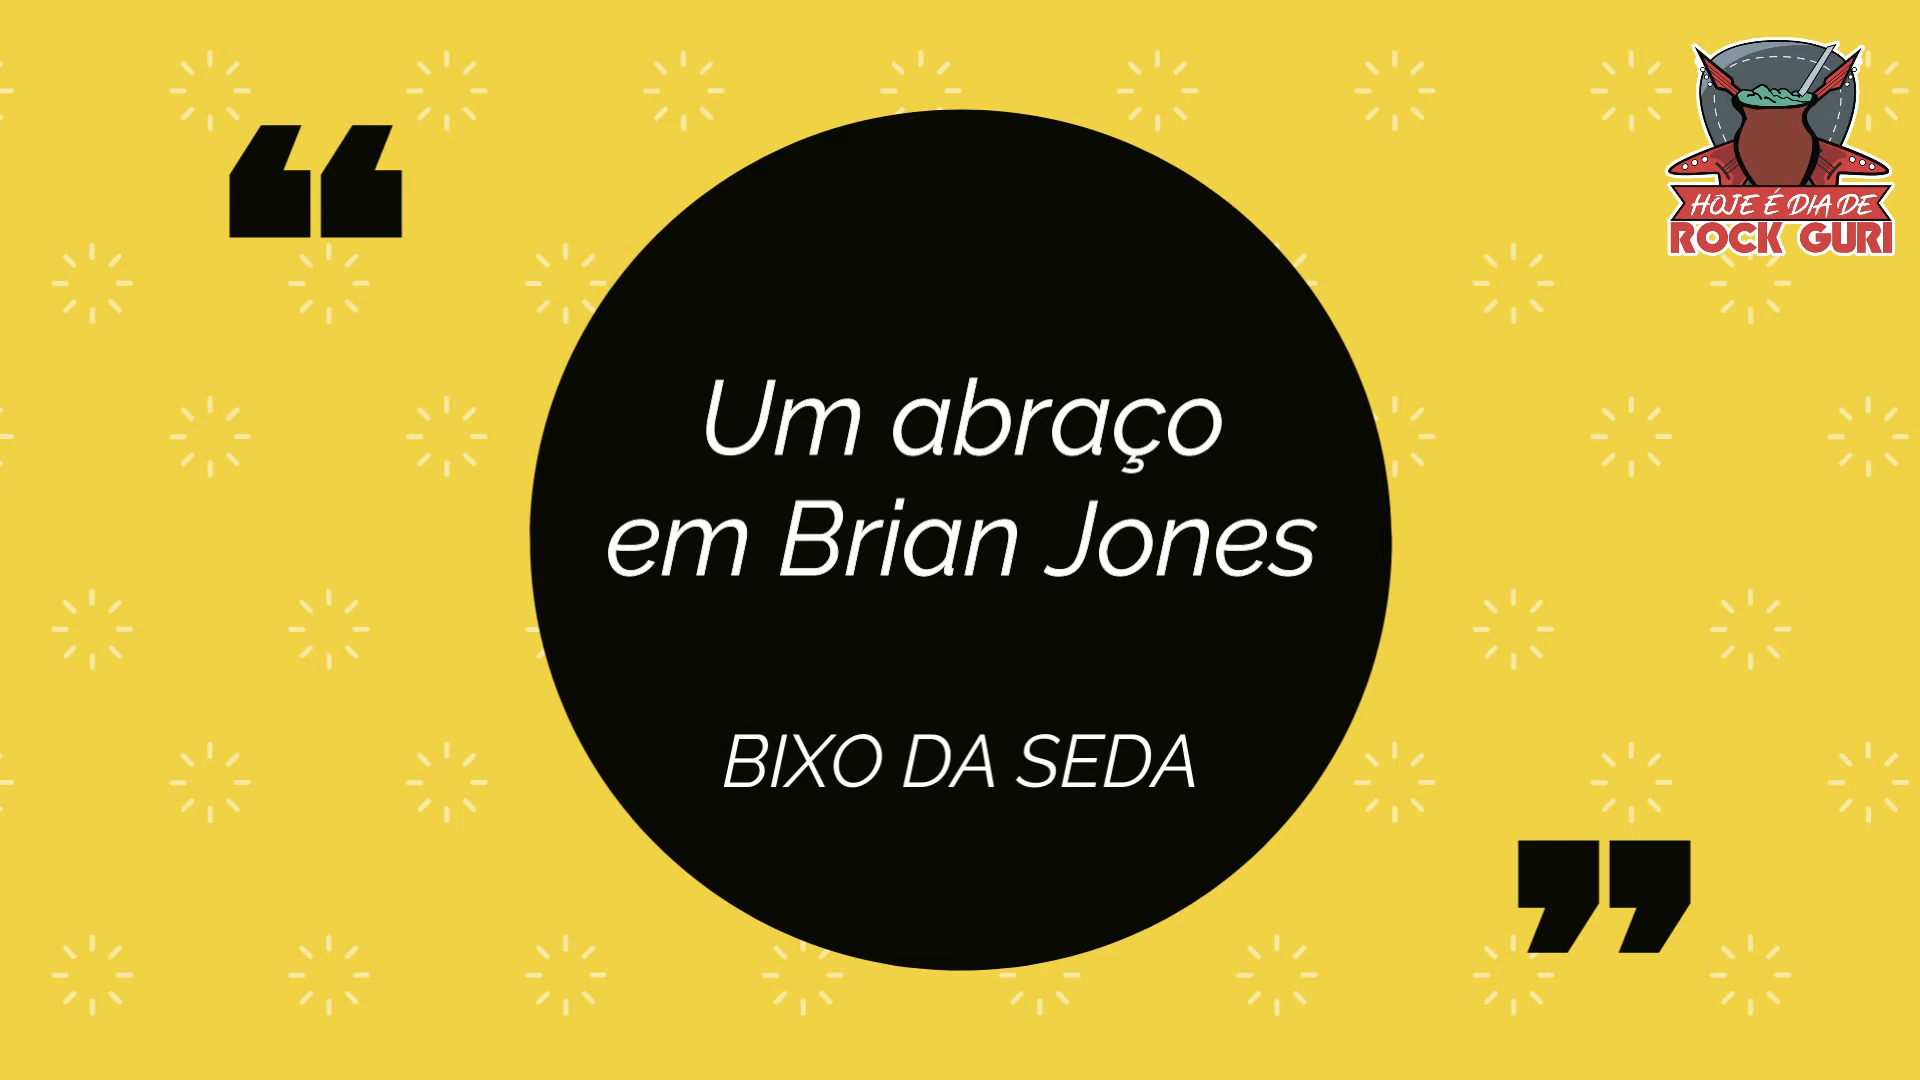 HOJE É DIA DE
ROCK GURI
“
Um abraço
em Brian Jones
BIXO DA SEDA
”